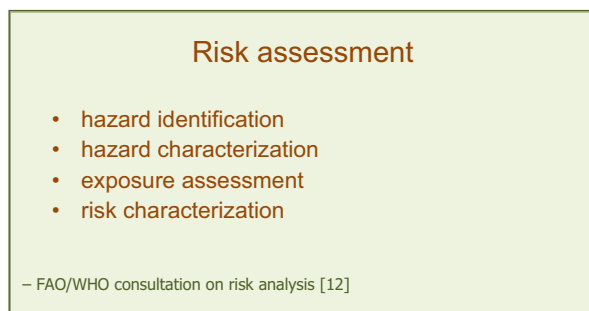 Risk assessment
• hazard identification
• hazard characterization
• exposure assessment
• risk characterization
– FAO/WHO consultation on risk analysis [12]